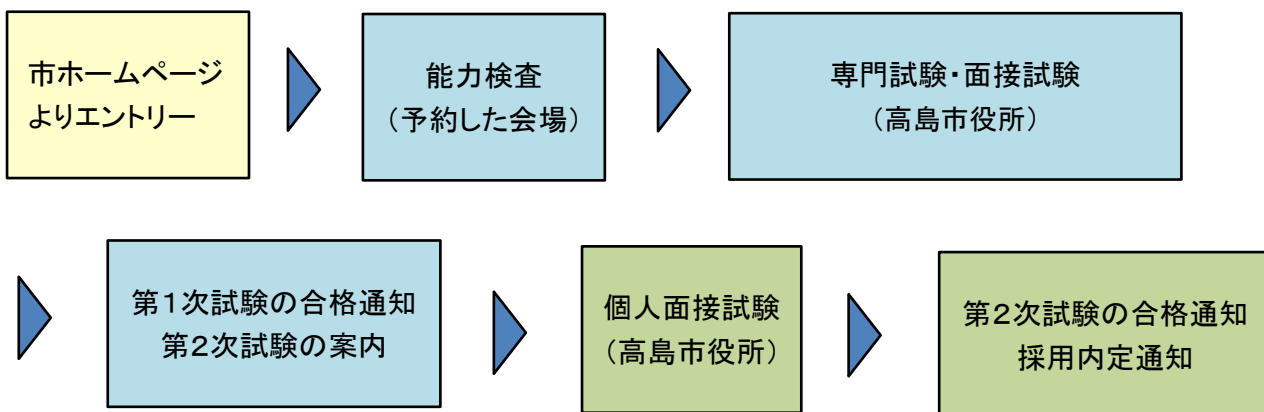 市ホームページ
よりエントリー
能力検査
（予約した会場）
専門試験・面接試験
（高島市役所）
第１次試験の合格通知
第２次試験の案内
個人面接試験
（高島市役所）
第２次試験の合格通知
採用内定通知